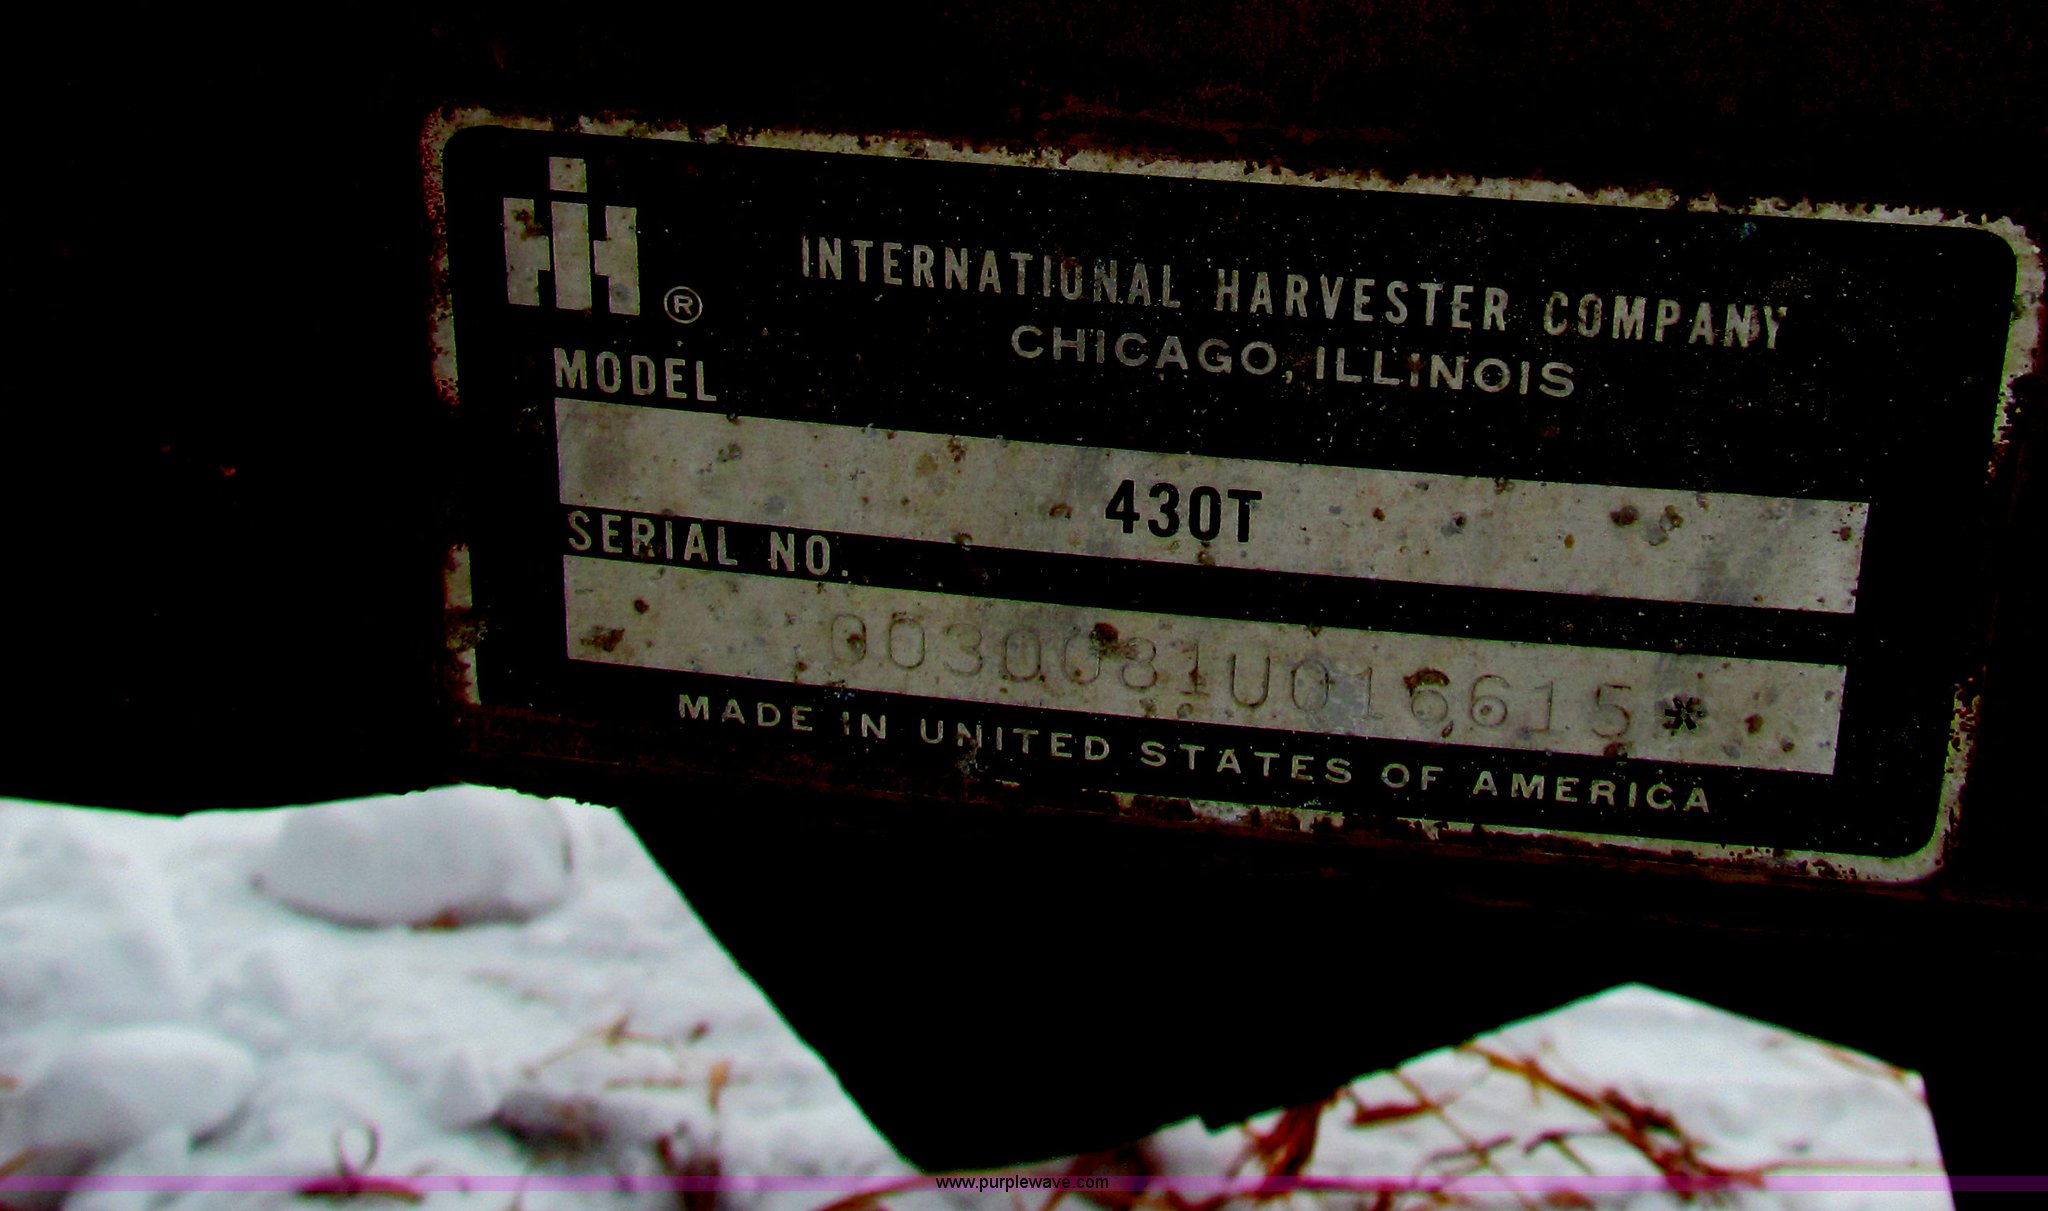 IH ®
INTERNATIONAL HARVESTER COMPANY
CHICAGO, ILLINOIS
MODEL
430T
SERIAL NO.
0030081U016615*
MADE IN UNITED STATES OF AMERICA
www.purplewave.com